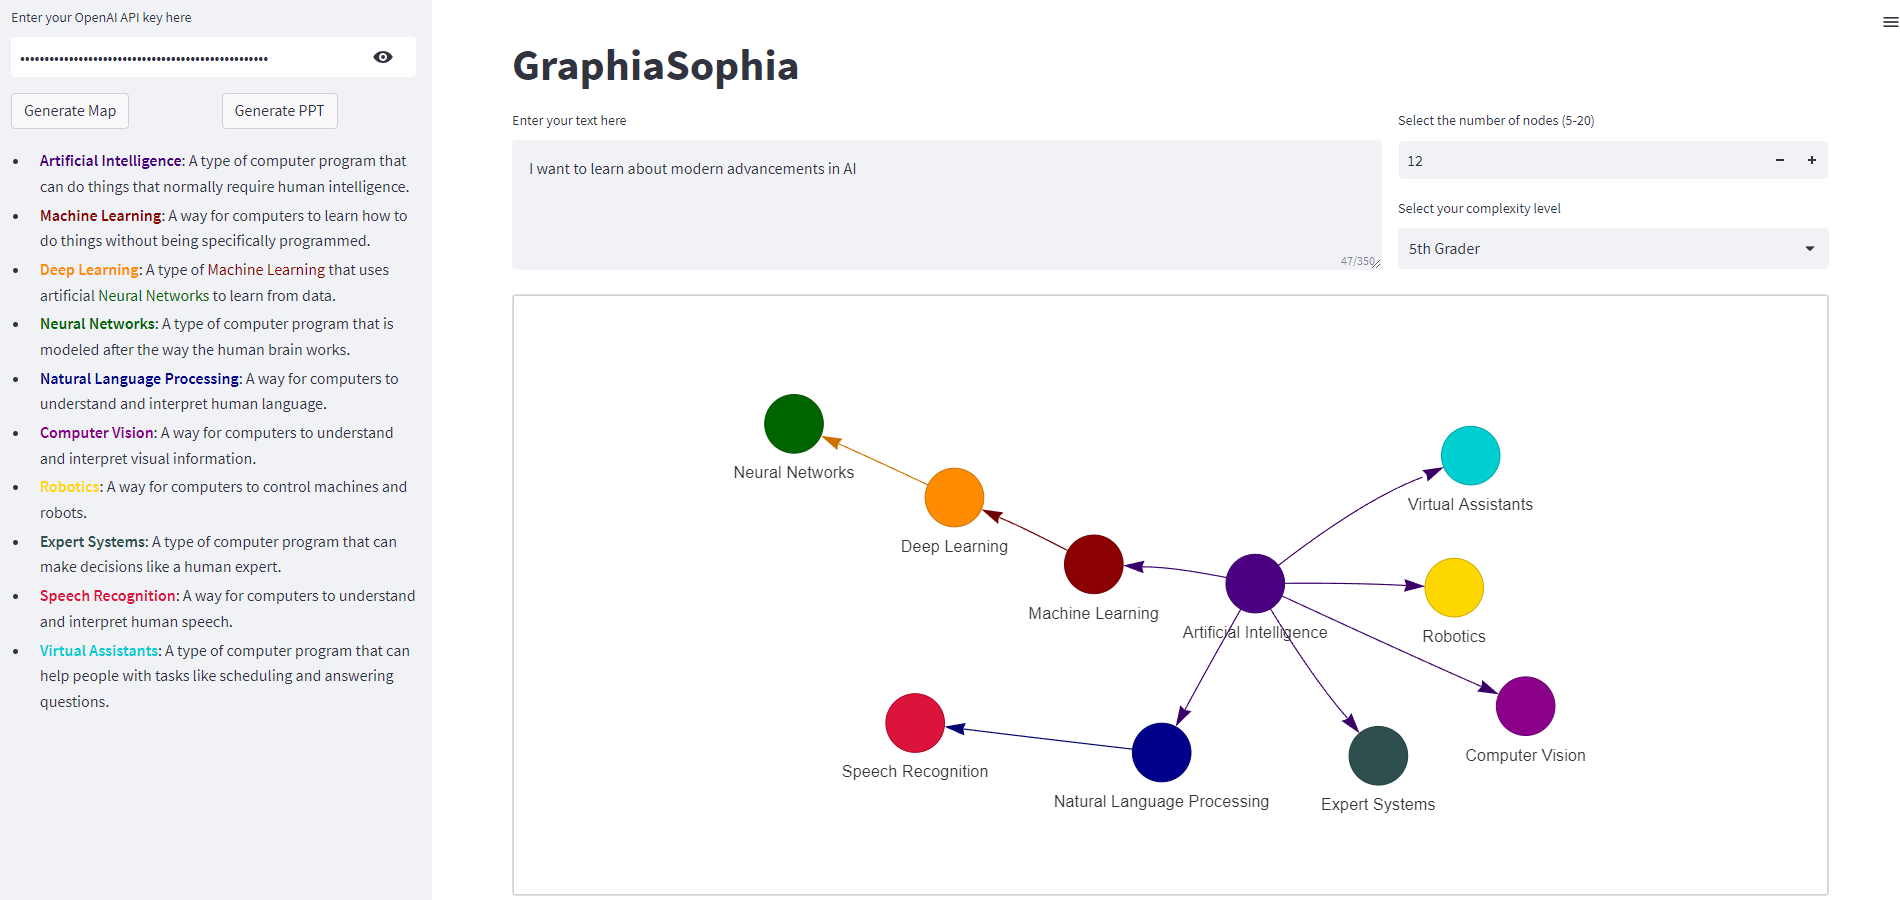 Enter your OpenAI API key here
Generate Map
Generate PPT
Artificial Intelligence: A type of computer program that
can do things that normally require human intelligence.
Machine Learning: A way for computers to learn how to
do things without being specifically programmed.
Deep Learning: A type of Machine Learning that uses
artificial Neural Networks to learn from data.
Neural Networks: A type of computer program that is
modeled after the way the human brain works.
Natural Language Processing: A way for computers to
understand and interpret human language.
Computer Vision: A way for computers to understand
and interpret visual information.
Robotics: A way for computers to control machines and
robots.
Expert Systems: A type of computer program that can
make decisions like a human expert.
Speech Recognition: A way for computers to understand
and interpret human speech.
Virtual Assistants: A type of computer program that can
help people with tasks like scheduling and answering
questions.
GraphiaSophia
Enter your text here
I want to learn about modern advancements in AI
47/350
Select the number of nodes (5-20)
12
Select your complexity level
5th Grader
Neural Networks
Virtual Assistants
Deep Learning
Machine Learning
Artificial Intelligence
Robotics
Computer Vision
Speech Recognition
Natural Language Processing
Expert Systems